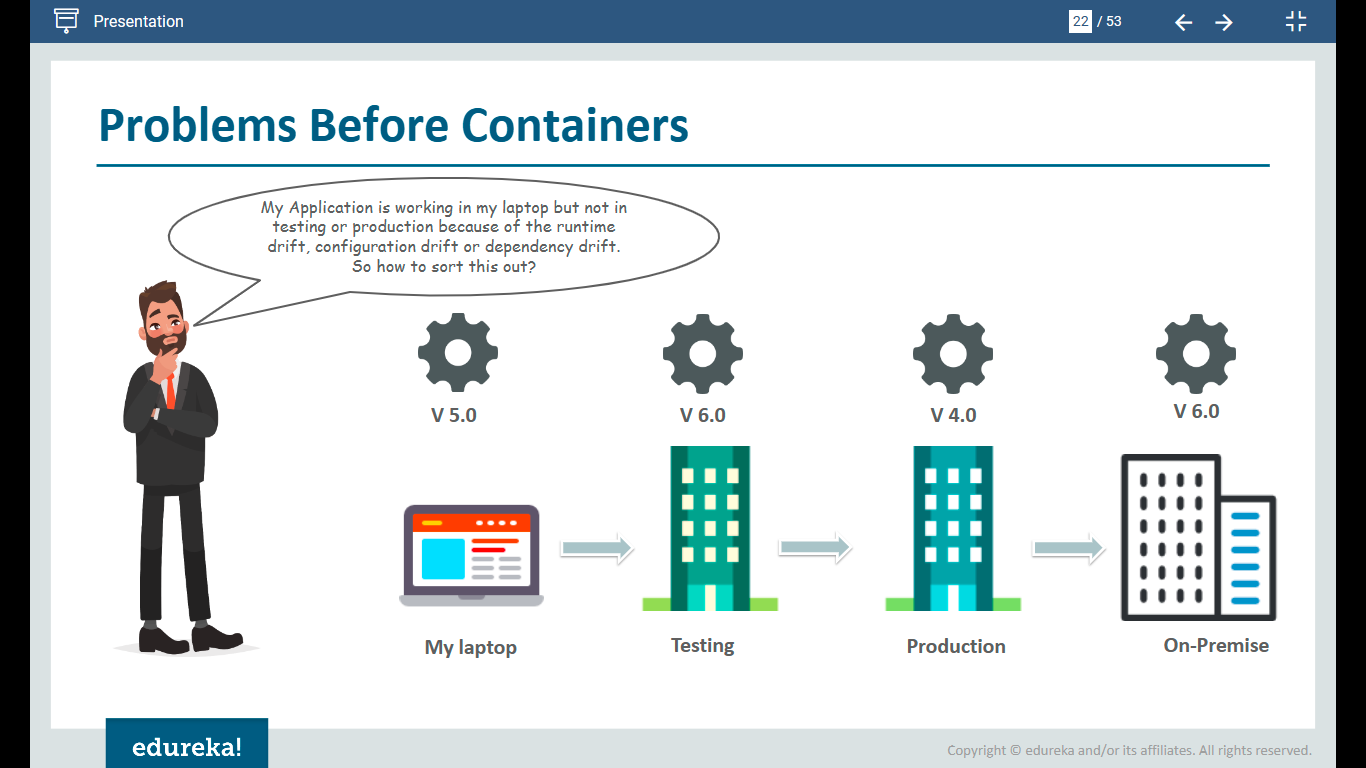 Presentation
22 / 53
Problems Before Containers
My Application is working in my laptop but not in
testing or production because of the runtime
drift, configuration drift or dependency drift.
So how to sort this out?
V 5.0
V 6.0
V 4.0
V 6.0
My laptop
Testing
Production
On-Premise
edureka!
Copyright © edureka and/or its affiliates. All rights reserved.